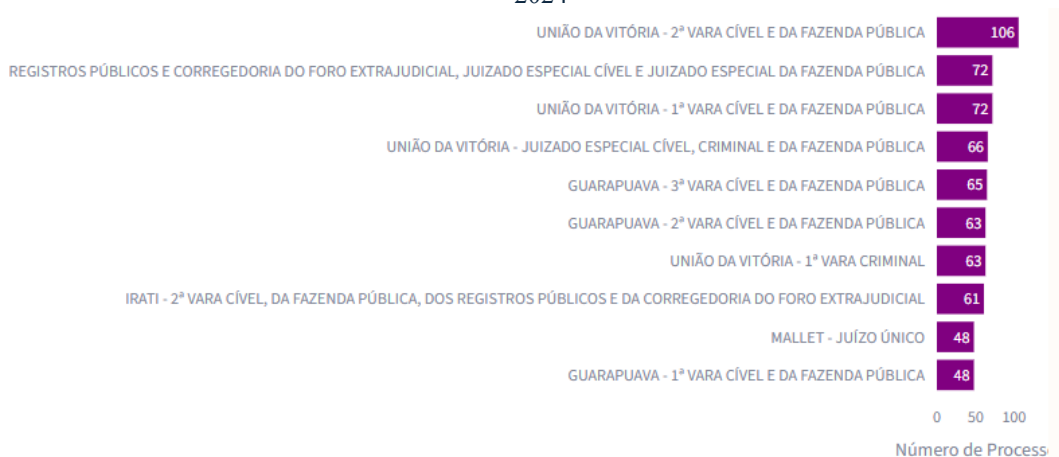 2024
UNIÃO DA VITÓRIA - 2ª VARA CÍVEL E DA FAZENDA PÚBLICA 106
REGISTROS PÚBLICOS E CORREGEDORIA DO FORO EXTRAJUDICIAL, JUIZADO ESPECIAL CÍVEL E JUIZADO ESPECIAL DA FAZENDA PÚBLICA 72
UNIÃO DA VITÓRIA - 1ª VARA CÍVEL E DA FAZENDA PÚBLICA 72
UNIÃO DA VITÓRIA - JUIZADO ESPECIAL CÍVEL, CRIMINAL E DA FAZENDA PÚBLICA 66
GUARAPUAVA - 3ª VARA CÍVEL E DA FAZENDA PÚBLICA 65
GUARAPUAVA - 2ª VARA CÍVEL E DA FAZENDA PÚBLICA 63
UNIÃO DA VITÓRIA - 1ª VARA CRIMINAL 63
IRATI - 2ª VARA CÍVEL, DA FAZENDA PÚBLICA, DOS REGISTROS PÚBLICOS E DA CORREGEDORIA DO FORO EXTRAJUDICIAL 61
MALLET - JUÍZO ÚNICO 48
GUARAPUAVA - 1ª VARA CÍVEL E DA FAZENDA PÚBLICA 48
0 50 100
Número de Process